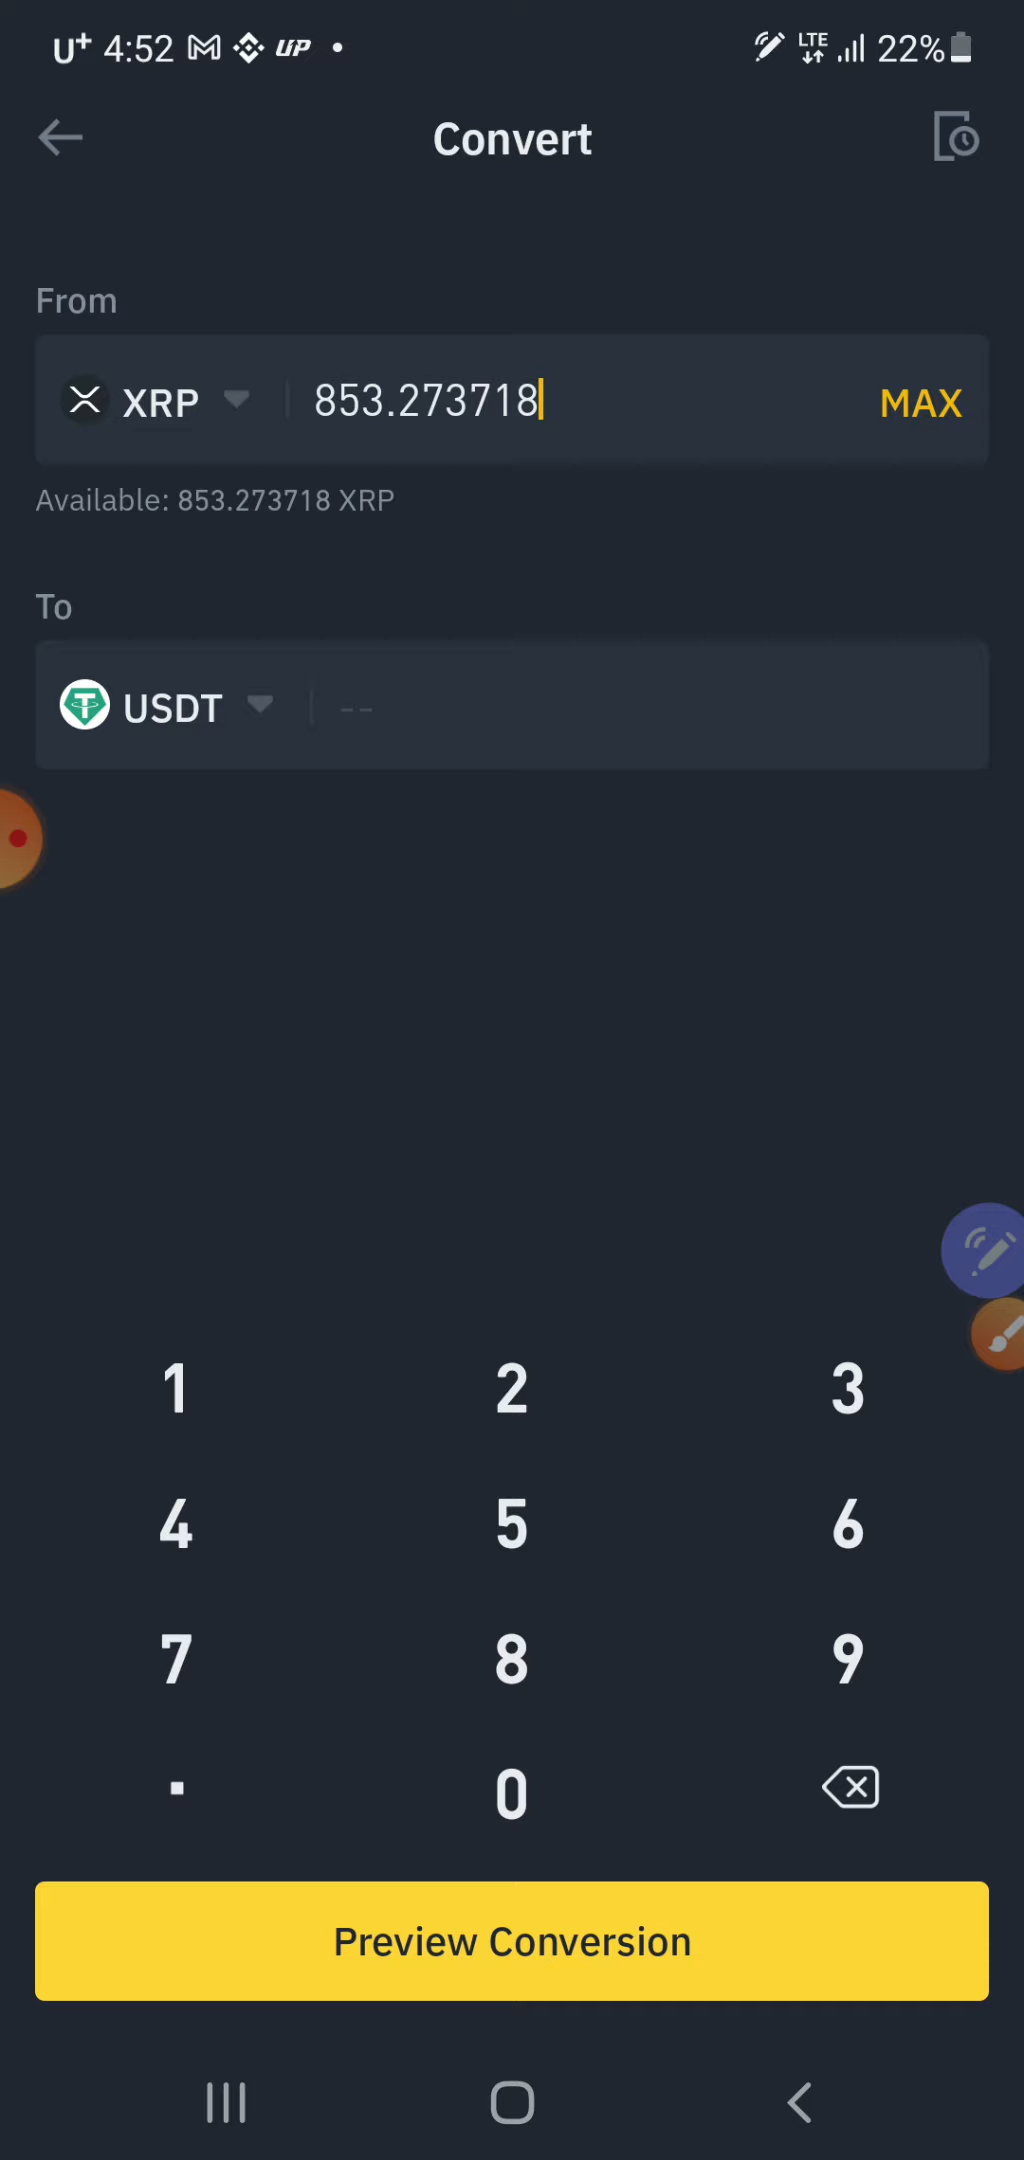 U+ 4:52 UP LTE 22%
Convert
From
XRP 853.273718 MAX
Available: 853.273718 XRP
To
USDT --
1 2 3
4 5 6
7 8 9
. 0
Preview Conversion